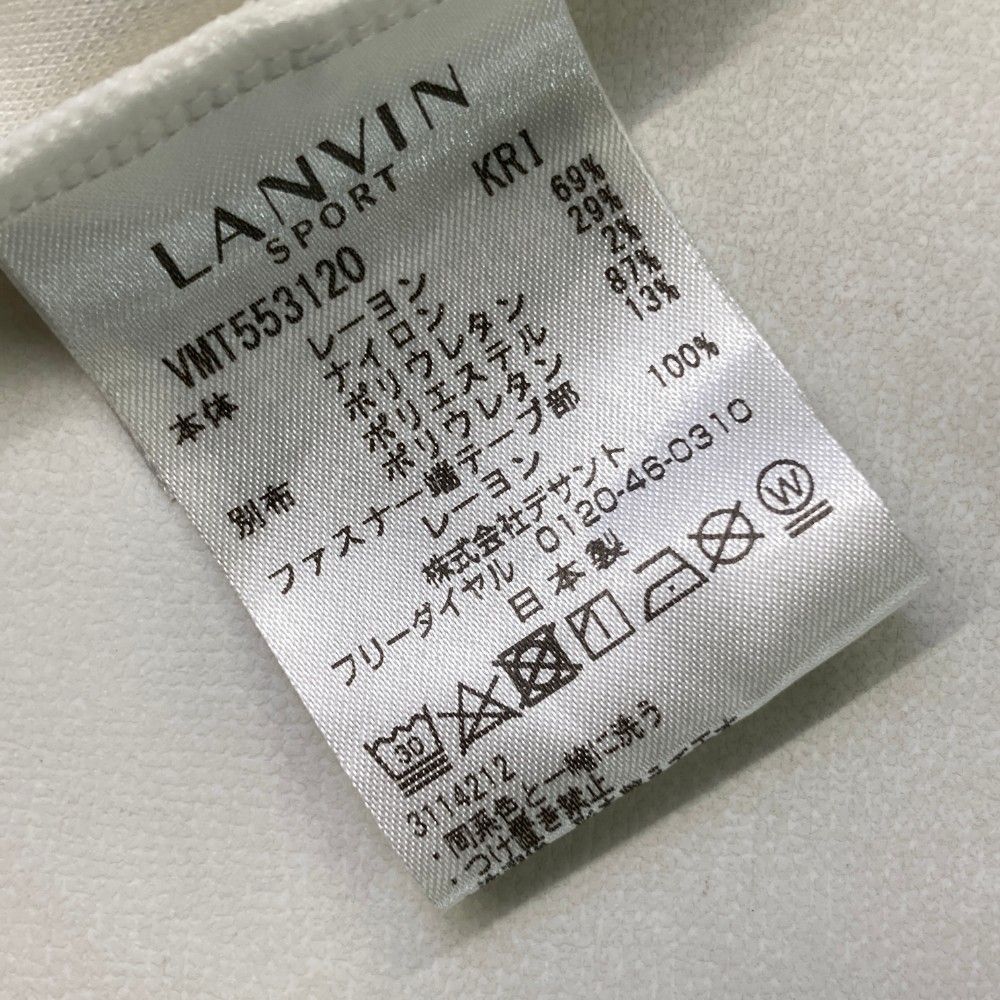 LANVIN
SPORT
VMT553120 KRI
本体 レーヨン 69%
ナイロン 29%
ポリウレタン 2%
別布 ポリエステル 87%
ポリウレタン 13%
ファスナー端テープ部
レーヨン 100%
株式会社デサント
フリーダイヤル 0120-46-0310
日本製
30 W
3114212
・同系色と一緒に洗う
・つけ置き禁止